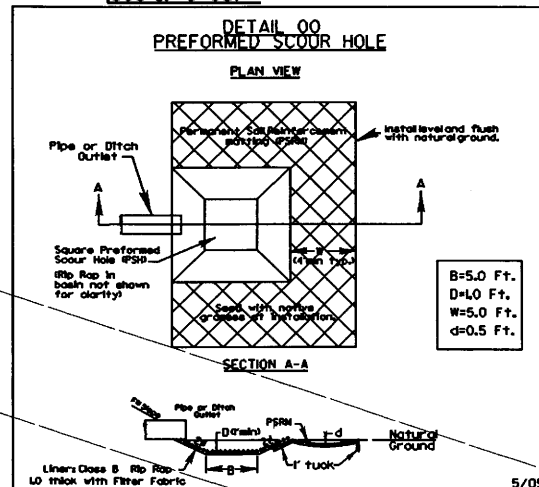 DETAIL 00
PREFORMED SCOUR HOLE
PLAN VIEW
Permanent Soil Reinforcement
matting (PSRM)
Install level and flush
with natural ground.
Pipe or Ditch
Outlet
A
A
Square Preformed
Scour Hole (PSH)
(Rip Rap in
basin not shown
for clarity)
W
(4' min typ.)
Seed with native
grasses at installation.
B=5.0 Ft.
D=1.0 Ft.
W=5.0 Ft.
d=0.5 Ft.
SECTION A-A
Pipe or Ditch
Outlet
D(1'min)
PSRM
d
Natural
Ground
B
1' tuck
Liner: Class B Rip Rap
1.0 thick with Filter Fabric
5/09